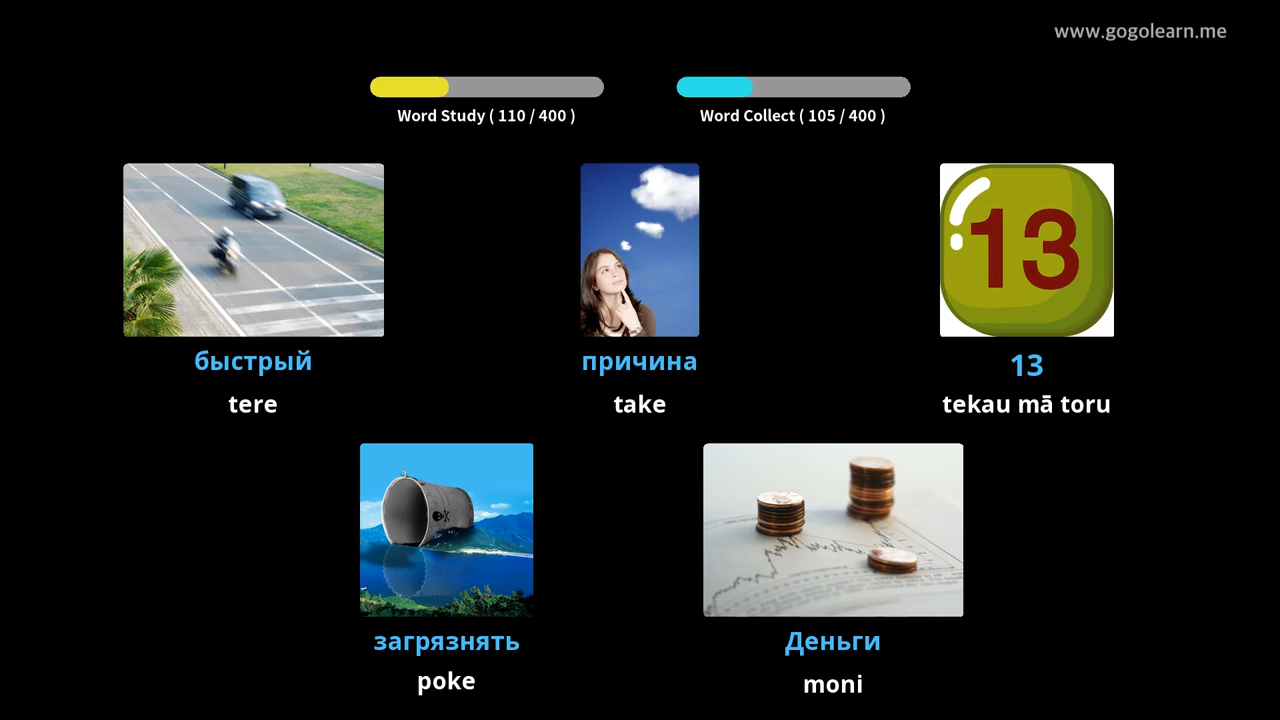 www.gogolearn.me
Word Study ( 110 / 400 )
Word Collect ( 105 / 400 )
13
быстрый
причина
13
tere
take
tekau mā toru
загрязнять
Деньги
poke
moni